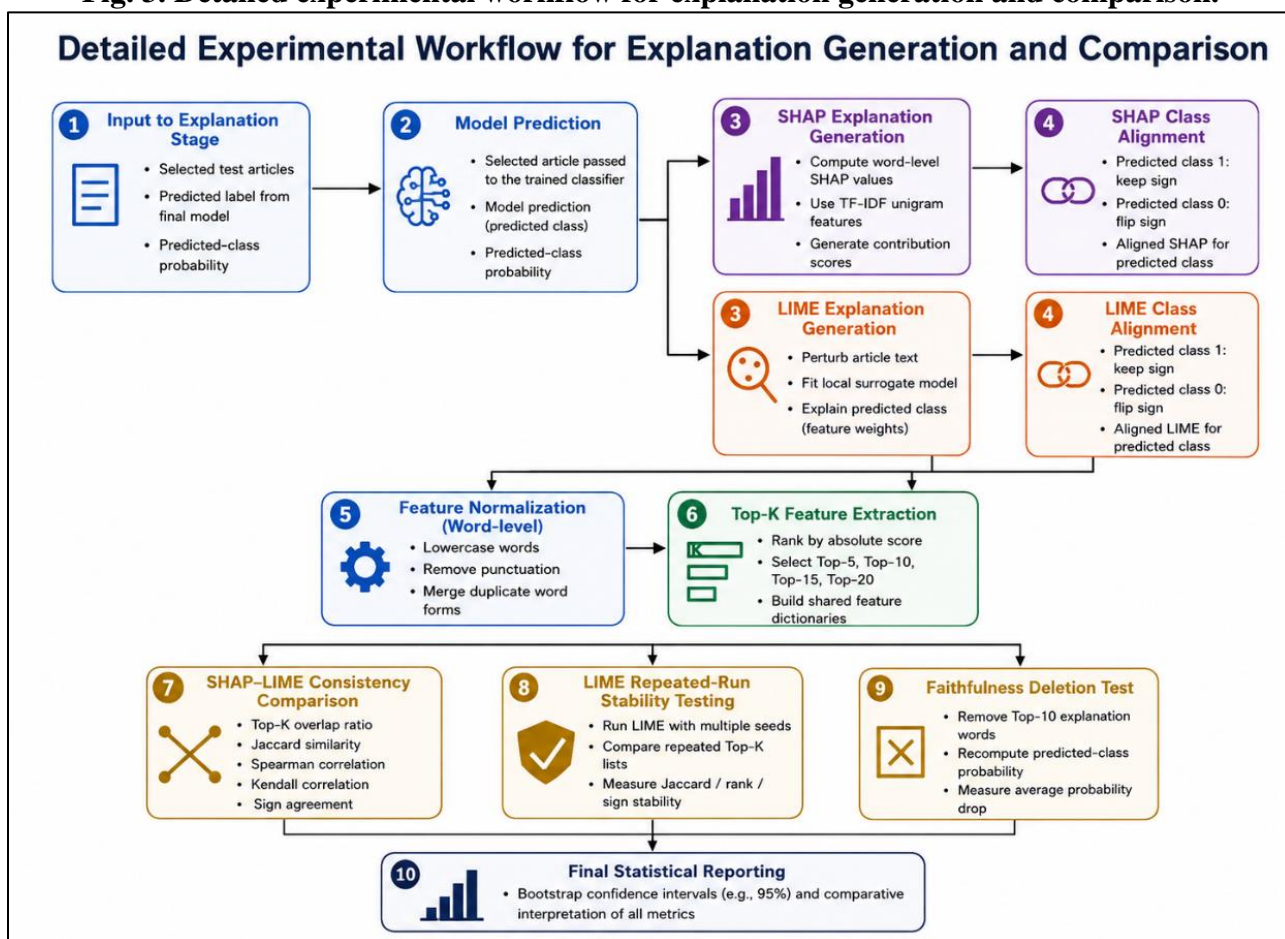 Fig. 3. Detailed experimental workflow for explanation generation and comparison.
Detailed Experimental Workflow for Explanation Generation and Comparison
1
Input to Explanation
Stage
• Selected test articles
• Predicted label from
final model
• Predicted-class
probability
2
Model Prediction
• Selected article passed
to the trained classifier
• Model prediction
(predicted class)
• Predicted-class
probability
3
SHAP Explanation
Generation
• Compute word-level
SHAP values
• Use TF-IDF unigram
features
• Generate contribution
scores
4
SHAP Class
Alignment
• Predicted class 1:
keep sign
• Predicted class 0:
flip sign
• Aligned SHAP for
predicted class
3
LIME Explanation
Generation
• Perturb article text
• Fit local surrogate model
• Explain predicted class
(feature weights)
4
LIME Class
Alignment
• Predicted class 1:
keep sign
• Predicted class 0:
flip sign
• Aligned LIME for
predicted class
5
Feature Normalization
(Word-level)
• Lowercase words
• Remove punctuation
• Merge duplicate word
forms
6
Top-K Feature Extraction
K
• Rank by absolute score
• Select Top-5, Top-10,
Top-15, Top-20
• Build shared feature
dictionaries
7
SHAP–LIME Consistency
Comparison
• Top-K overlap ratio
• Jaccard similarity
• Spearman correlation
• Kendall correlation
• Sign agreement
8
LIME Repeated-Run
Stability Testing
• Run LIME with multiple seeds
• Compare repeated Top-K
lists
• Measure Jaccard / rank /
sign stability
9
Faithfulness Deletion Test
• Remove Top-10 explanation
words
• Recompute predicted-class
probability
• Measure average probability
drop
10
Final Statistical Reporting
• Bootstrap confidence intervals (e.g., 95%) and comparative
interpretation of all metrics